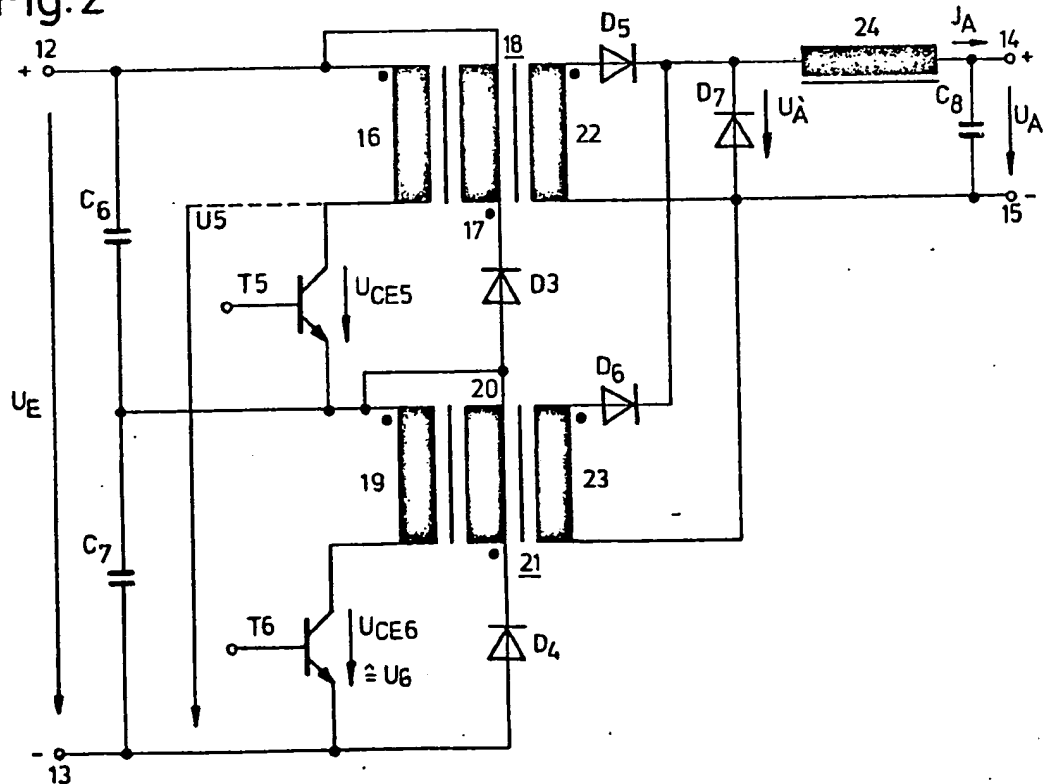 Fig. 2
12
+
18
D5
24
JA
14
+
D7
UA`
C8
UA
16
22
-
15
C6
U5
17
T5
UCE5
D3
UE
20
D6
19
23
C7
21
T6
UCE6
≙ U6
D4
-
13